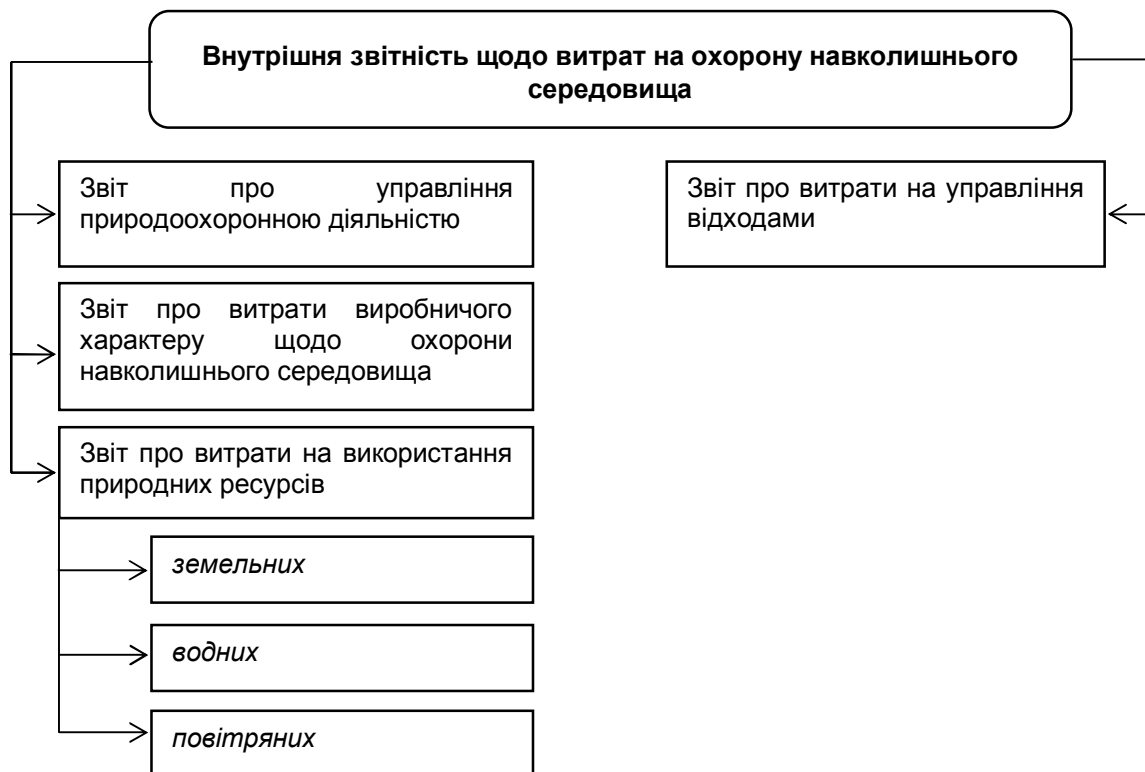 Внутрішня звітність щодо витрат на охорону навколишнього
середовища
Звіт про управління
природоохоронною діяльністю
Звіт про витрати на управління
відходами
Звіт про витрати виробничого
характеру щодо охорони
навколишнього середовища
Звіт про витрати на використання
природних ресурсів
земельних
водних
повітряних